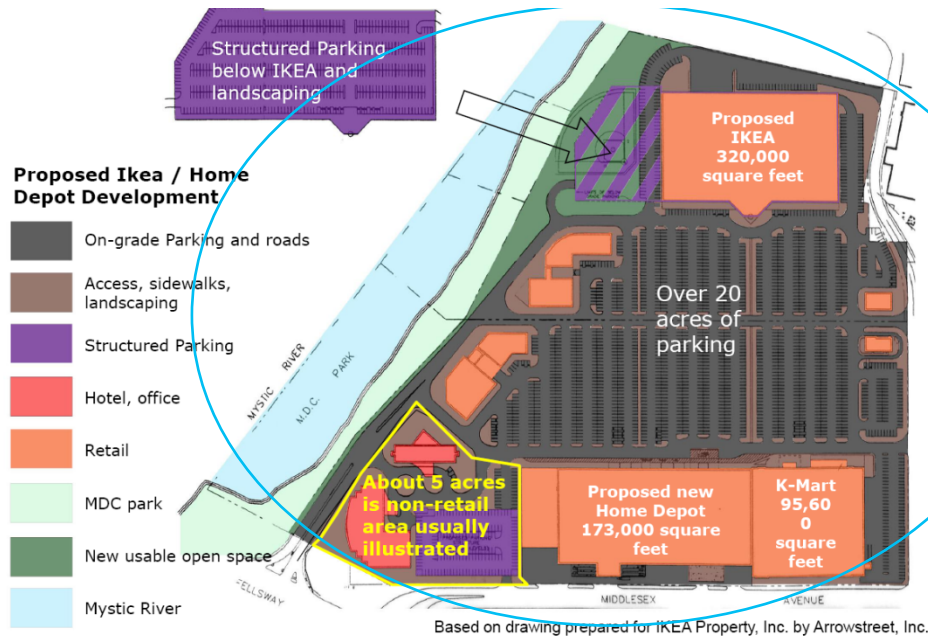 Structured Parking
below IKEA and
landscaping
Proposed
IKEA
320,000
square feet
Proposed Ikea / Home
Depot Development
On-grade Parking and roads
Access, sidewalks,
landscaping
Structured Parking
Hotel, office
Retail
MDC park
New usable open space
Mystic River
Over 20
acres of
parking
MYSTIC RIVER
M.D.C. PARK
About 5 acres
is non-retail
area usually
illustrated
Proposed new
Home Depot
173,000 square
feet
K-Mart
95,60
0
square
feet
FELLSWAY
MIDDLESEX AVENUE
Based on drawing prepared for IKEA Property, Inc. by Arrowstreet, Inc.